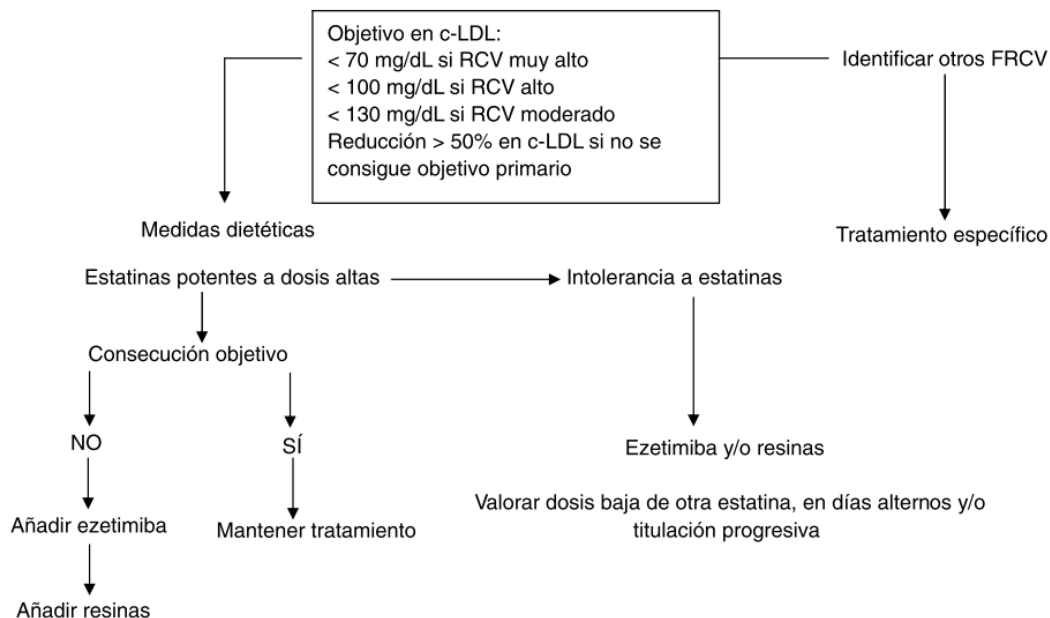 Objetivo en c-LDL:
< 70 mg/dL si RCV muy alto
< 100 mg/dL si RCV alto
< 130 mg/dL si RCV moderado
Reducción > 50% en c-LDL si no se
consigue objetivo primario
Identificar otros FRCV
Medidas dietéticas
Tratamiento específico
Estatinas potentes a dosis altas
Intolerancia a estatinas
Consecución objetivo
NO
SÍ
Ezetimiba y/o resinas
Valorar dosis baja de otra estatina, en días alternos y/o
titulación progresiva
Añadir ezetimiba
Mantener tratamiento
Añadir resinas